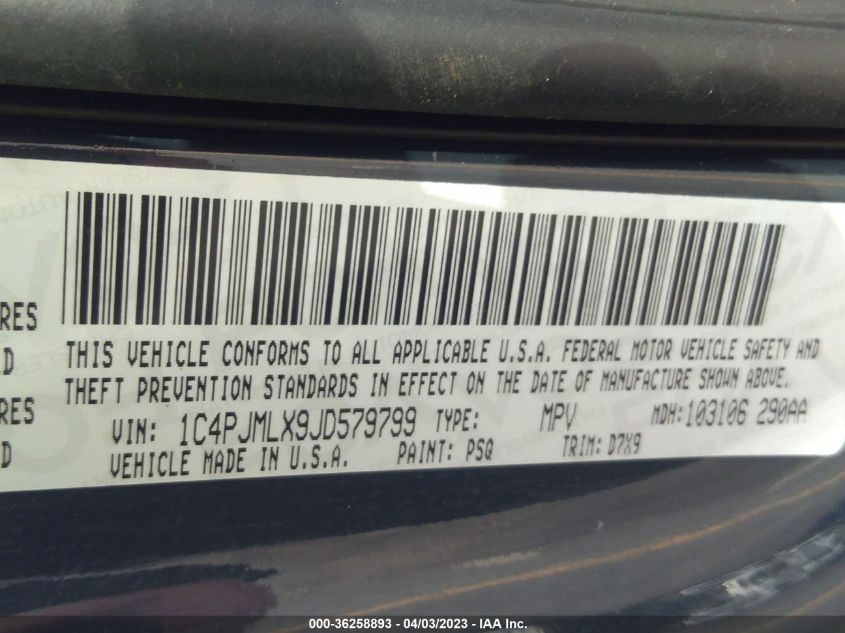 RES
D
RES
D
THIS VEHICLE CONFORMS TO ALL APPLICABLE U.S.A. FEDERAL MOTOR VEHICLE SAFETY AND
THEFT PREVENTION STANDARDS IN EFFECT ON THE DATE OF MANUFACTURE SHOWN ABOVE.
VIN: 1C4PJMLX9JD579799 TYPE: MPV MDH:103106 290AA
VEHICLE MADE IN U.S.A. PAINT: PSQ TRIM: D7X9
000-36258893 - 04/03/2023 - IAA Inc.